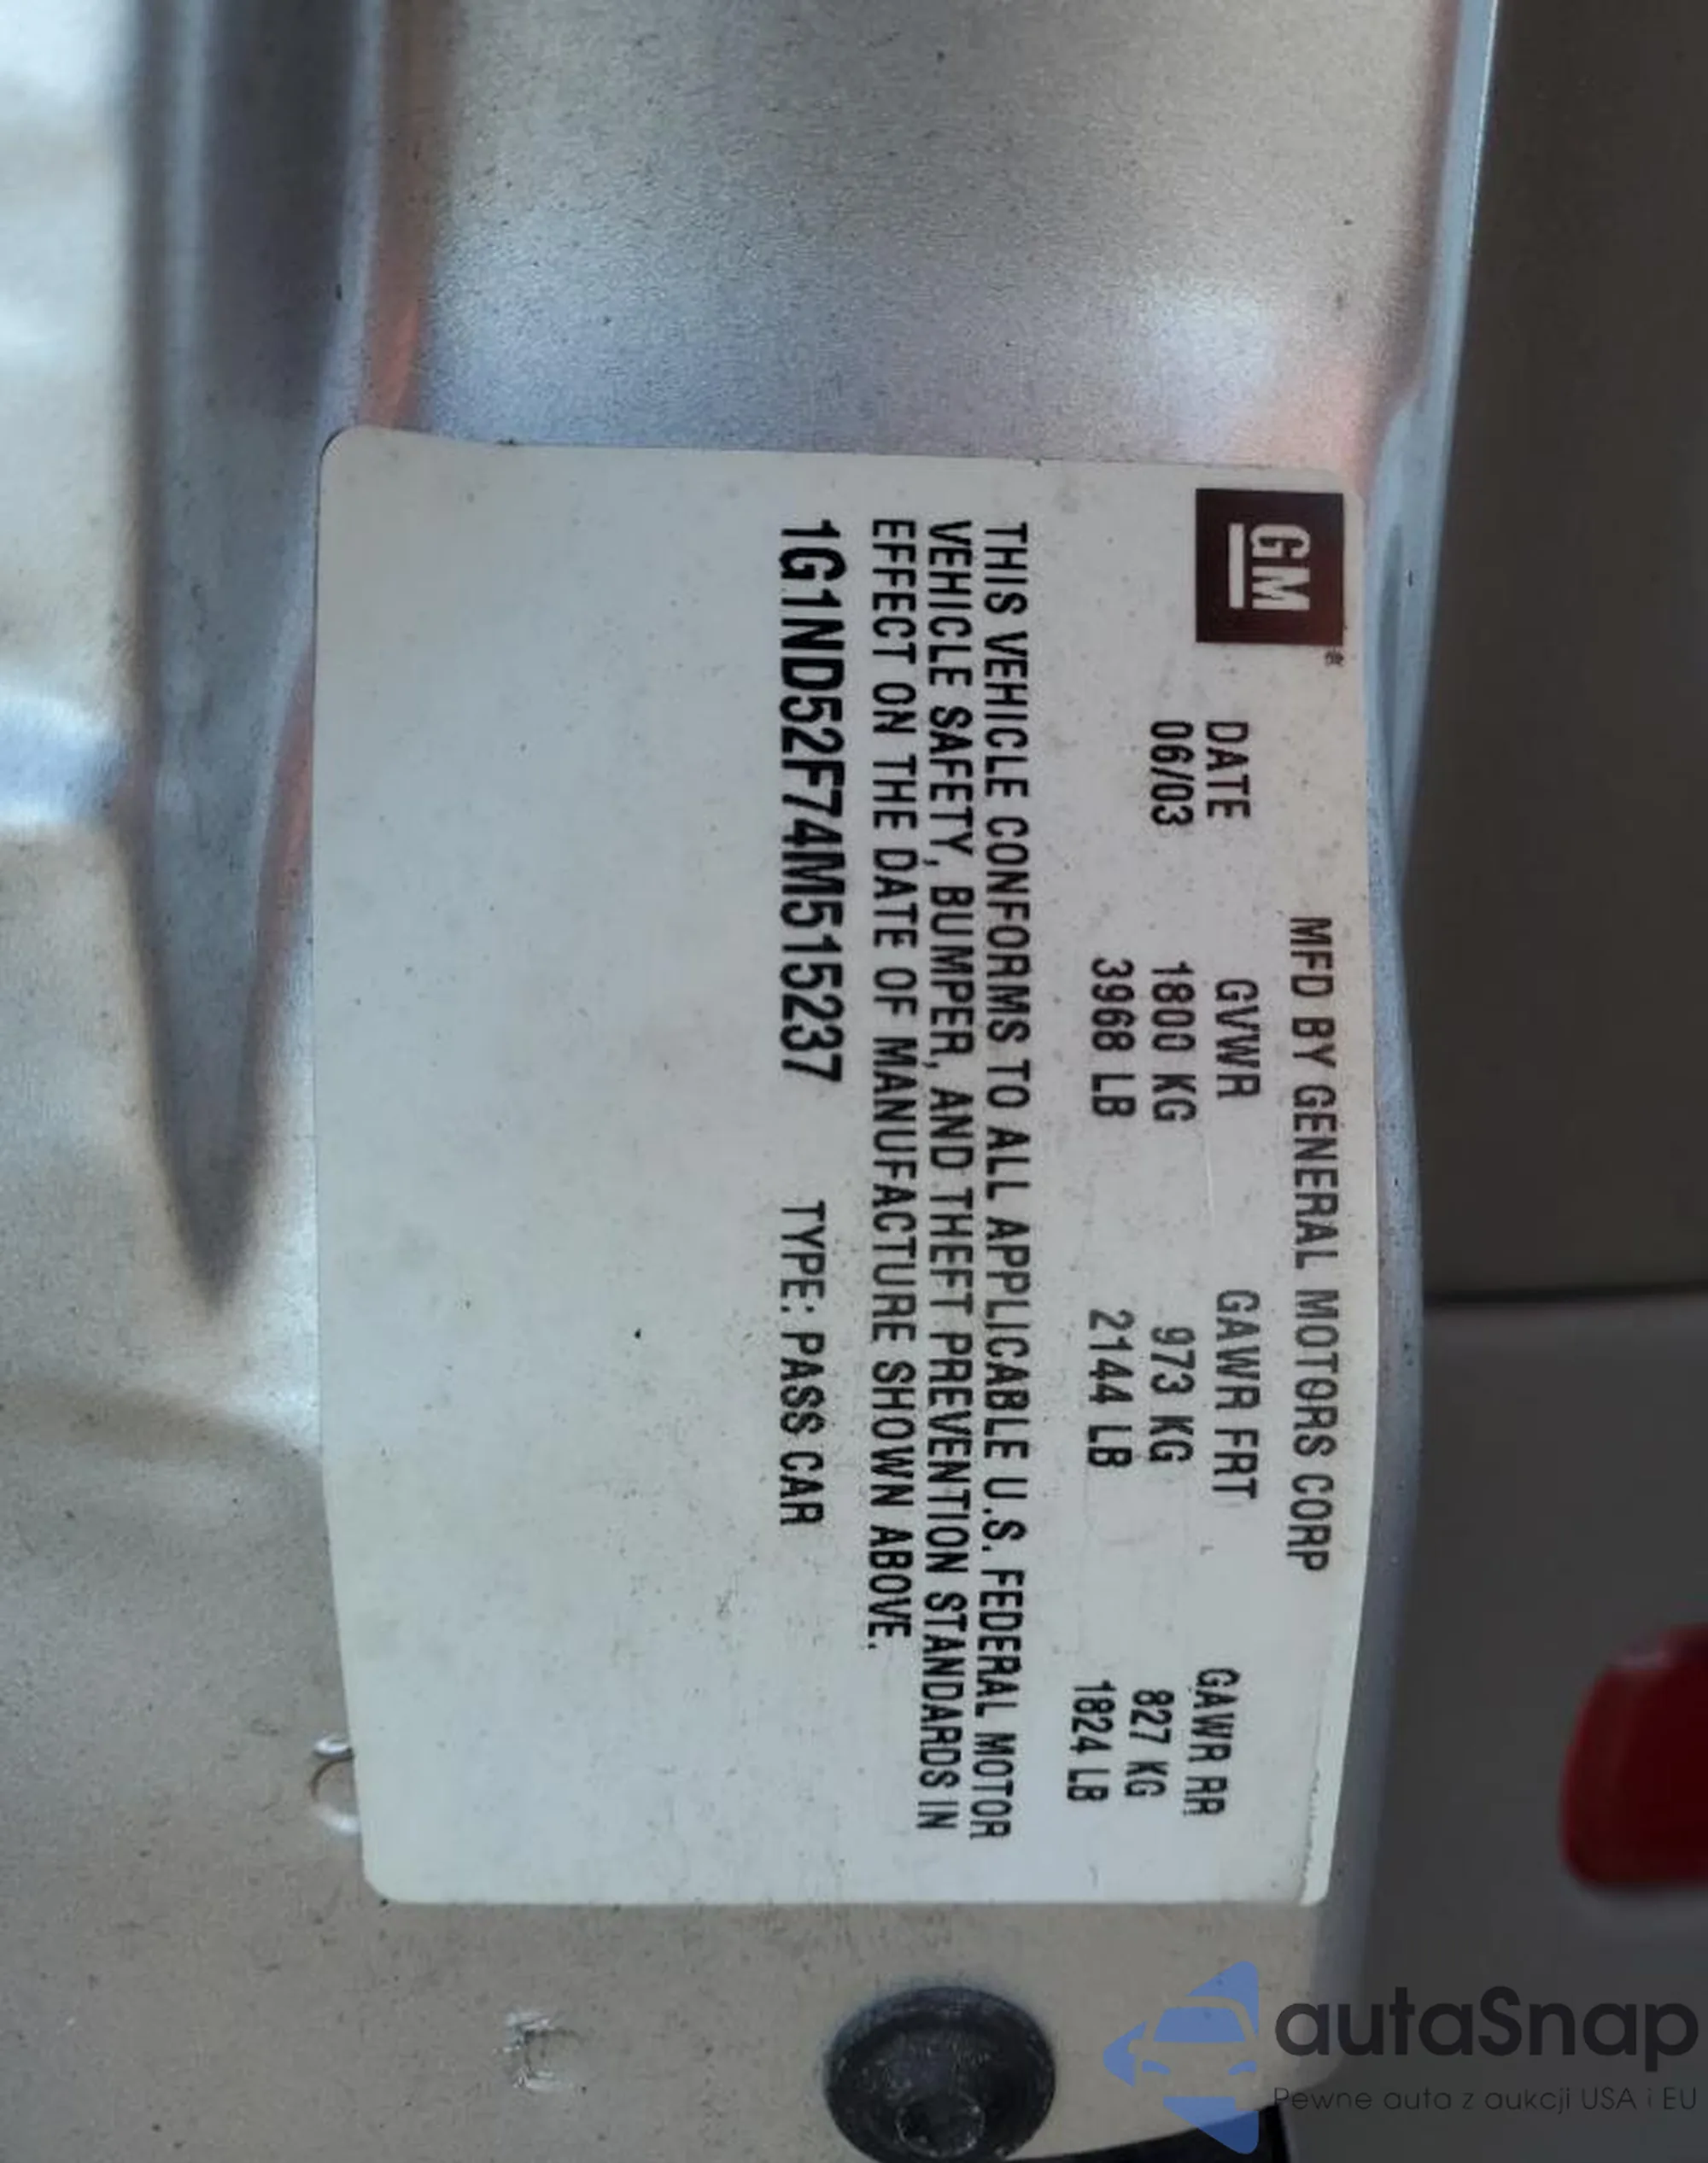 GM
MFD BY GENERAL MOTORS CORP
DATE GVWR GAWR FRT GAWR RR
06/03 1800 KG 973 KG 827 KG
3968 LB 2144 LB 1824 LB
THIS VEHICLE CONFORMS TO ALL APPLICABLE U.S. FEDERAL MOTOR
VEHICLE SAFETY, BUMPER, AND THEFT PREVENTION STANDARDS IN
EFFECT ON THE DATE OF MANUFACTURE SHOWN ABOVE.
1G1ND52F74M515237 TYPE: PASS CAR
autaSnap
Pewne auta z aukcji USA i EU